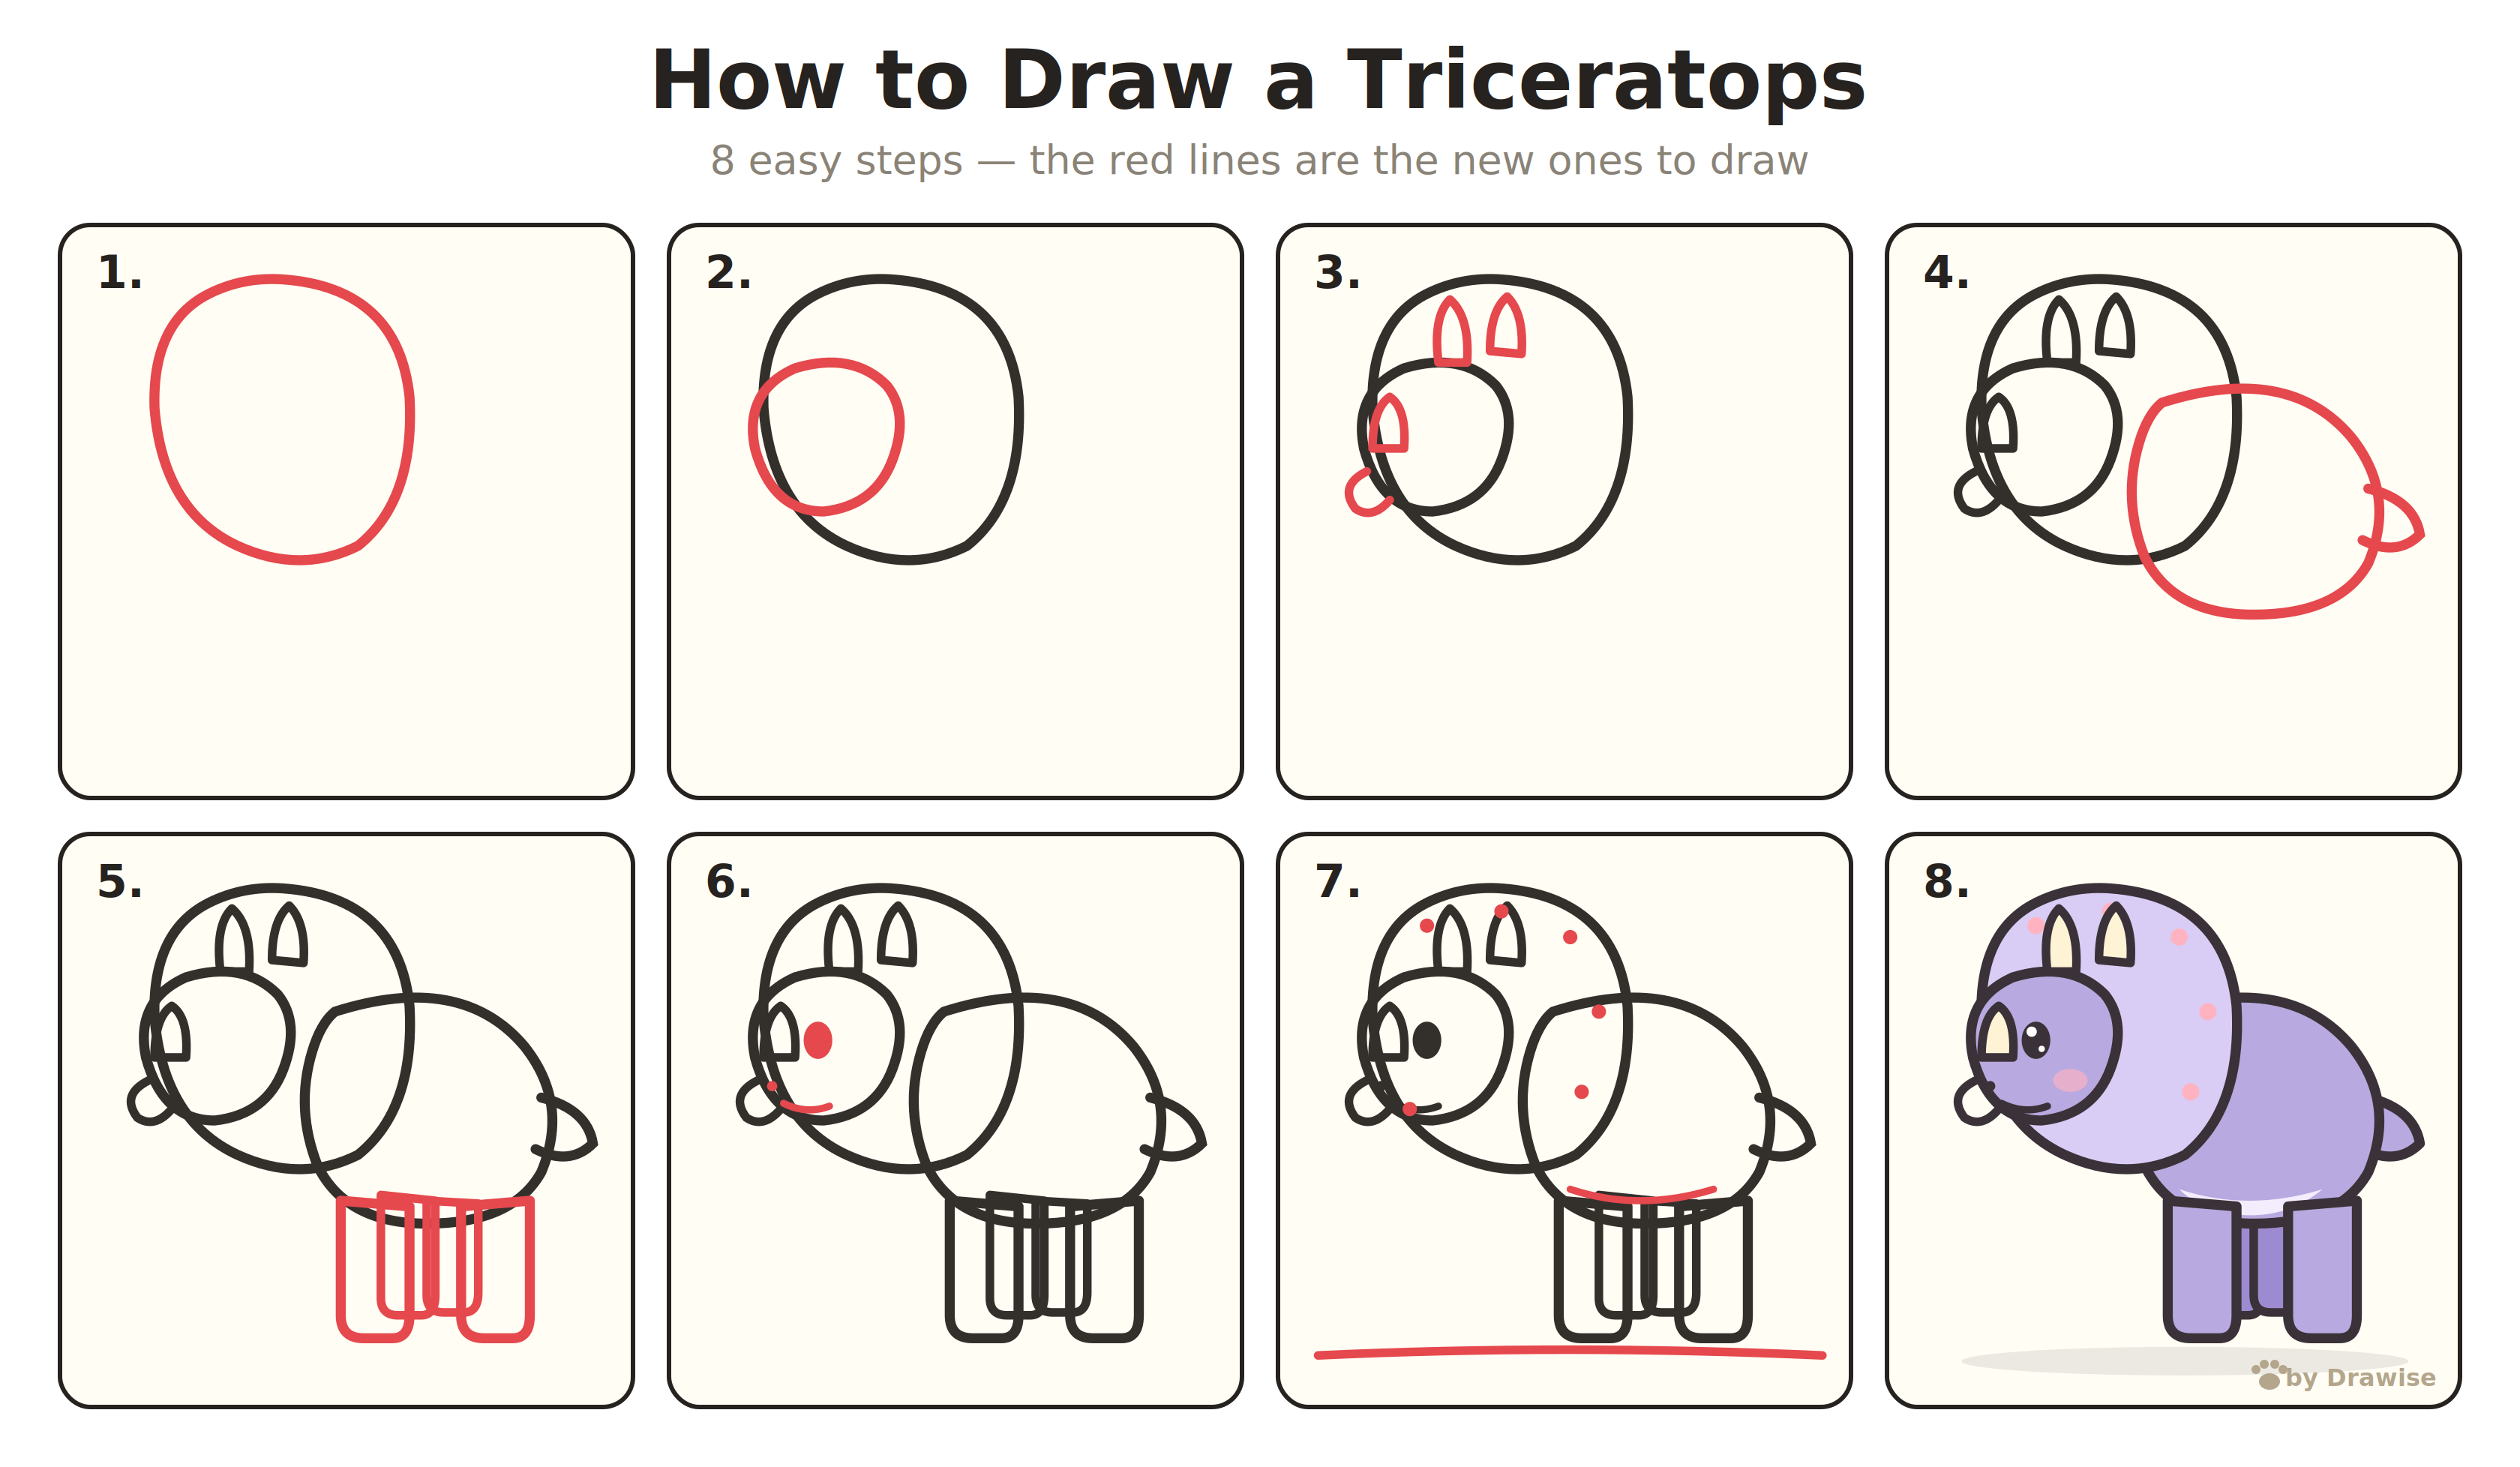 How to Draw a Triceratops
8 easy steps — the red lines are the new ones to draw
1.
2.
3.
4.
5.
6.
7.
8.
by Drawise